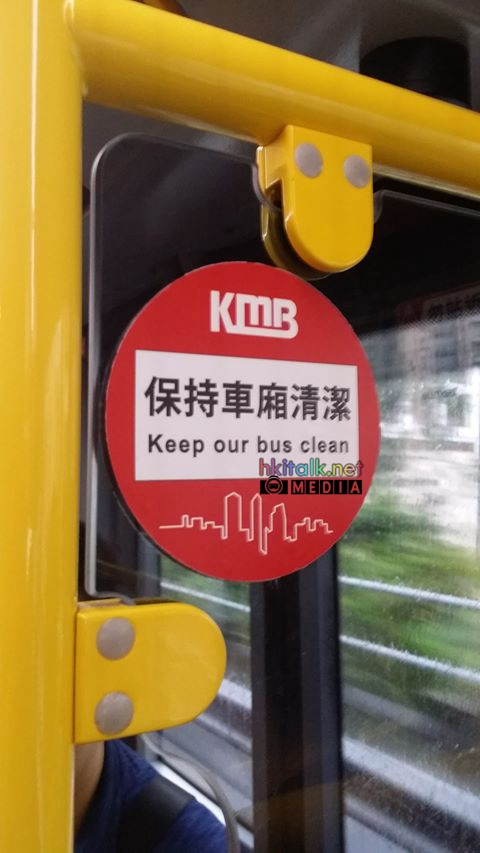 KMB
保持車廂清潔
Keep our bus clean
hkitalk.net
MEDIA